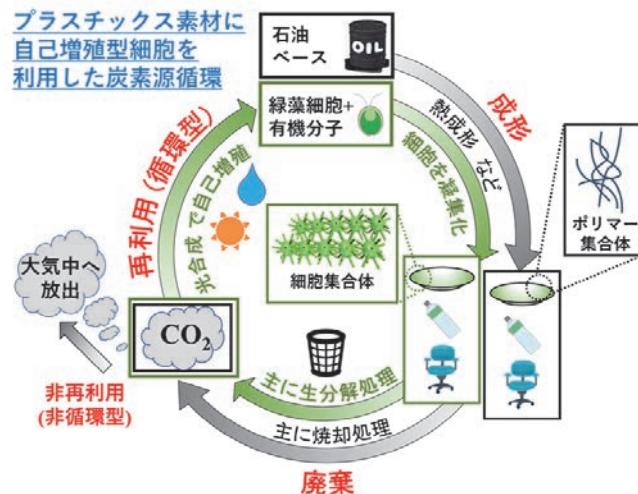 プラスチックス素材に
自己増殖型細胞を
利用した炭素源循環
石油
ベース
OIL
緑藻細胞+
有機分子
成形
熱成形 など
細胞を凝集化
ポリマー
集合体
再利用 (循環型)
光合成 で自己増殖
細胞集合体
大気中へ
放出
CO₂
非再利用
(非循環型)
主に生分解処理
主に焼却処理
廃棄